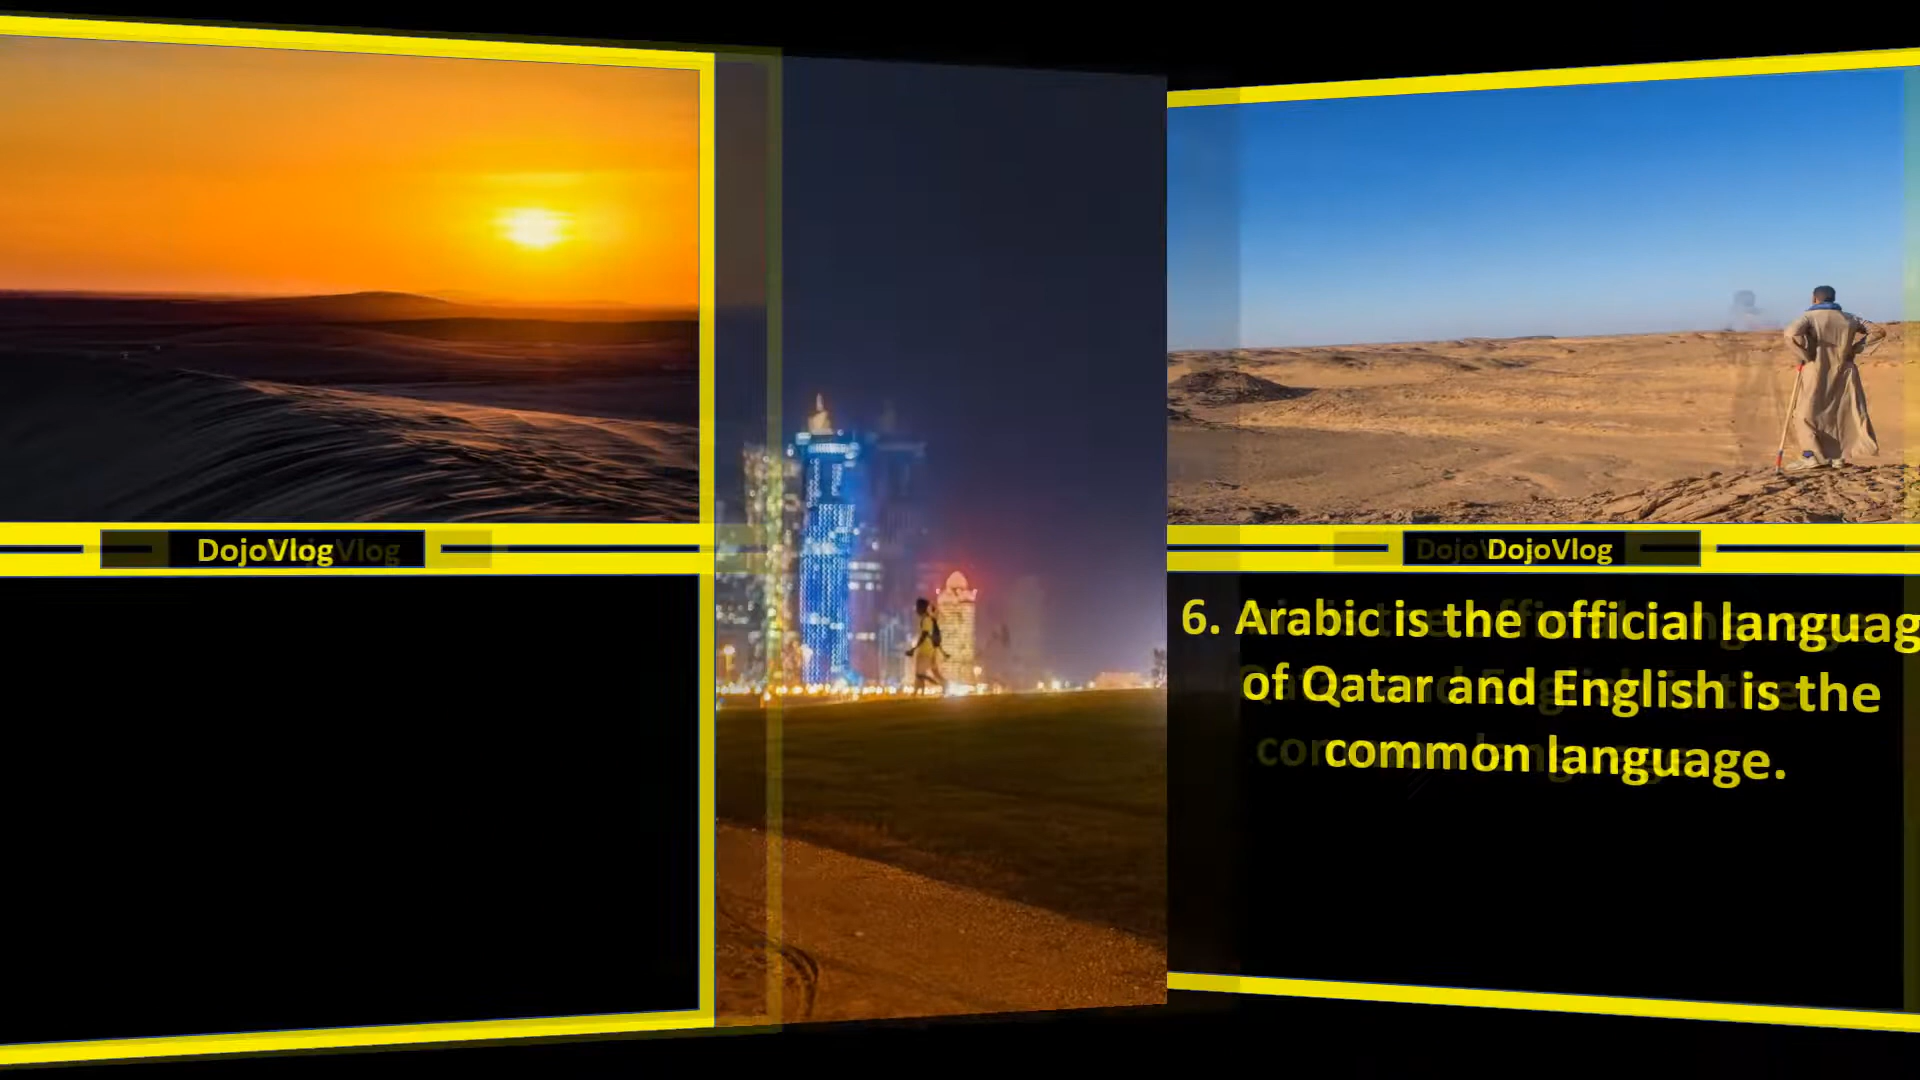 DojoVlog
DojoVlog
6. Arabic is the official languag
of Qatar and English is the
common language.